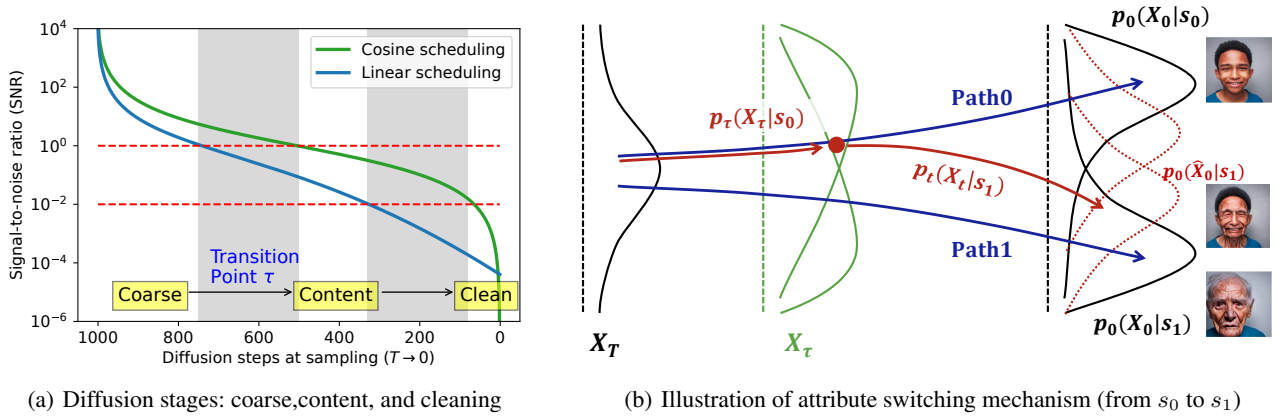 10^4
10^2
10^0
10^{-2}
10^{-4}
10^{-6}
Signal-to-noise ratio (SNR)
Cosine scheduling
Linear scheduling
Transition
Point τ
Coarse
Content
Clean
1000 800 600 400 200 0
Diffusion steps at sampling (T → 0)
(a) Diffusion stages: coarse,content, and cleaning
p_0(X_0|s_0)
Path0
p_τ(X_τ|s_0)
p_t(X_t|s_1)
p_0(X̂_0|s_1)
Path1
p_0(X_0|s_1)
X_T
X_τ
(b) Illustration of attribute switching mechanism (from s_0 to s_1)